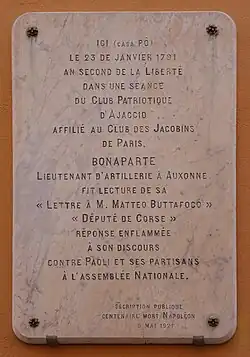 ICI (CASA PO)
LE 23 DE JANVIER 1791
AN SECOND DE LA LIBERTÉ
DANS UNE SÉANCE
DU CLUB PATRIOTIQUE
D'AJACCIO
AFFILIÉ AU CLUB DES JACOBINS
DE PARIS.
BONAPARTE
LIEUTENANT D'ARTILLERIE À AUXONNE
FIT LECTURE DE SA
« LETTRE À M. MATTEO BUTTAFOCO »
« DÉPUTÉ DE CORSE »
RÉPONSE ENFLAMMÉE
À SON DISCOURS
CONTRE PAOLI ET SES PARTISANS
À L'ASSEMBLÉE NATIONALE.
SOUSCRIPTION PUBLIQUE
CENTENAIRE MORT NAPOLÉON
5 MAI 1921